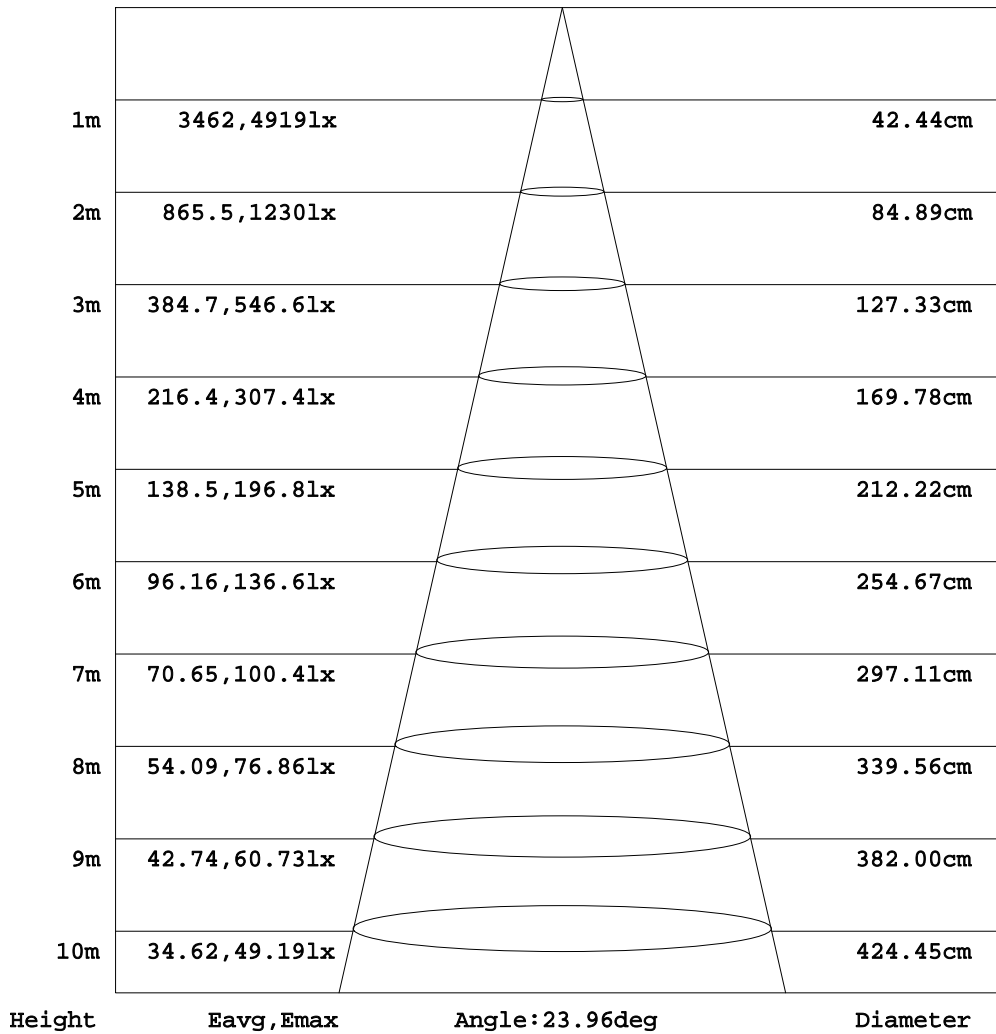 1m 3462,4919lx 42.44cm
2m 865.5,1230lx 84.89cm
3m 384.7,546.6lx 127.33cm
4m 216.4,307.4lx 169.78cm
5m 138.5,196.8lx 212.22cm
6m 96.16,136.6lx 254.67cm
7m 70.65,100.4lx 297.11cm
8m 54.09,76.86lx 339.56cm
9m 42.74,60.73lx 382.00cm
10m 34.62,49.19lx 424.45cm
Height Eavg,Emax Angle:23.96deg Diameter